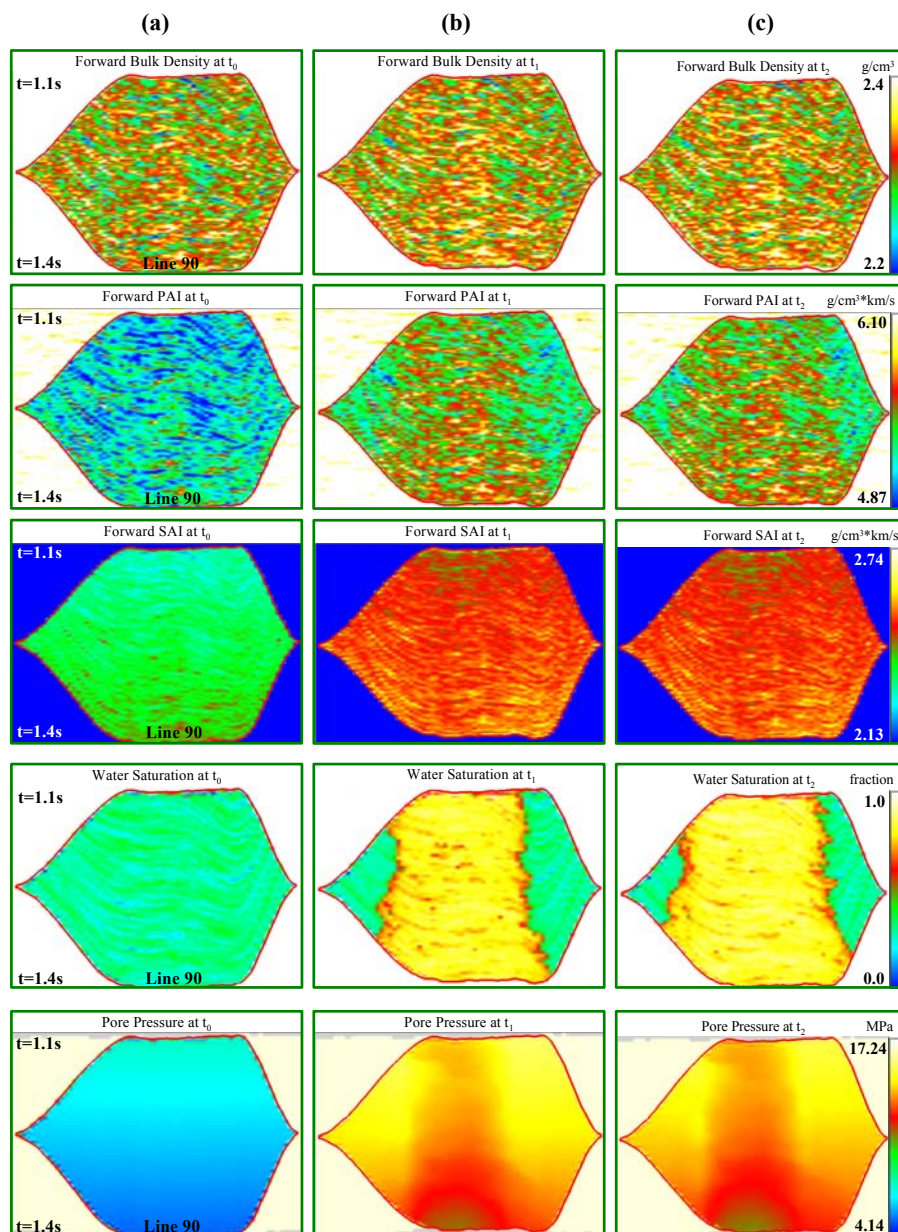 (a) (b) (c)
Forward Bulk Density at t₀
t=1.1s
t=1.4s
Line 90
Forward Bulk Density at t₁
Forward Bulk Density at t₂
g/cm³
2.4
2.2
Forward PAI at t₀
t=1.1s
t=1.4s
Line 90
Forward PAI at t₁
Forward PAI at t₂
g/cm³*km/s
6.10
4.87
Forward SAI at t₀
t=1.1s
t=1.4s
Line 90
Forward SAI at t₁
Forward SAI at t₂
g/cm³*km/s
2.74
2.13
Water Saturation at t₀
t=1.1s
t=1.4s
Line 90
Water Saturation at t₁
Water Saturation at t₂
fraction
1.0
0.0
Pore Pressure at t₀
t=1.1s
t=1.4s
Line 90
Pore Pressure at t₁
Pore Pressure at t₂
MPa
17.24
4.14